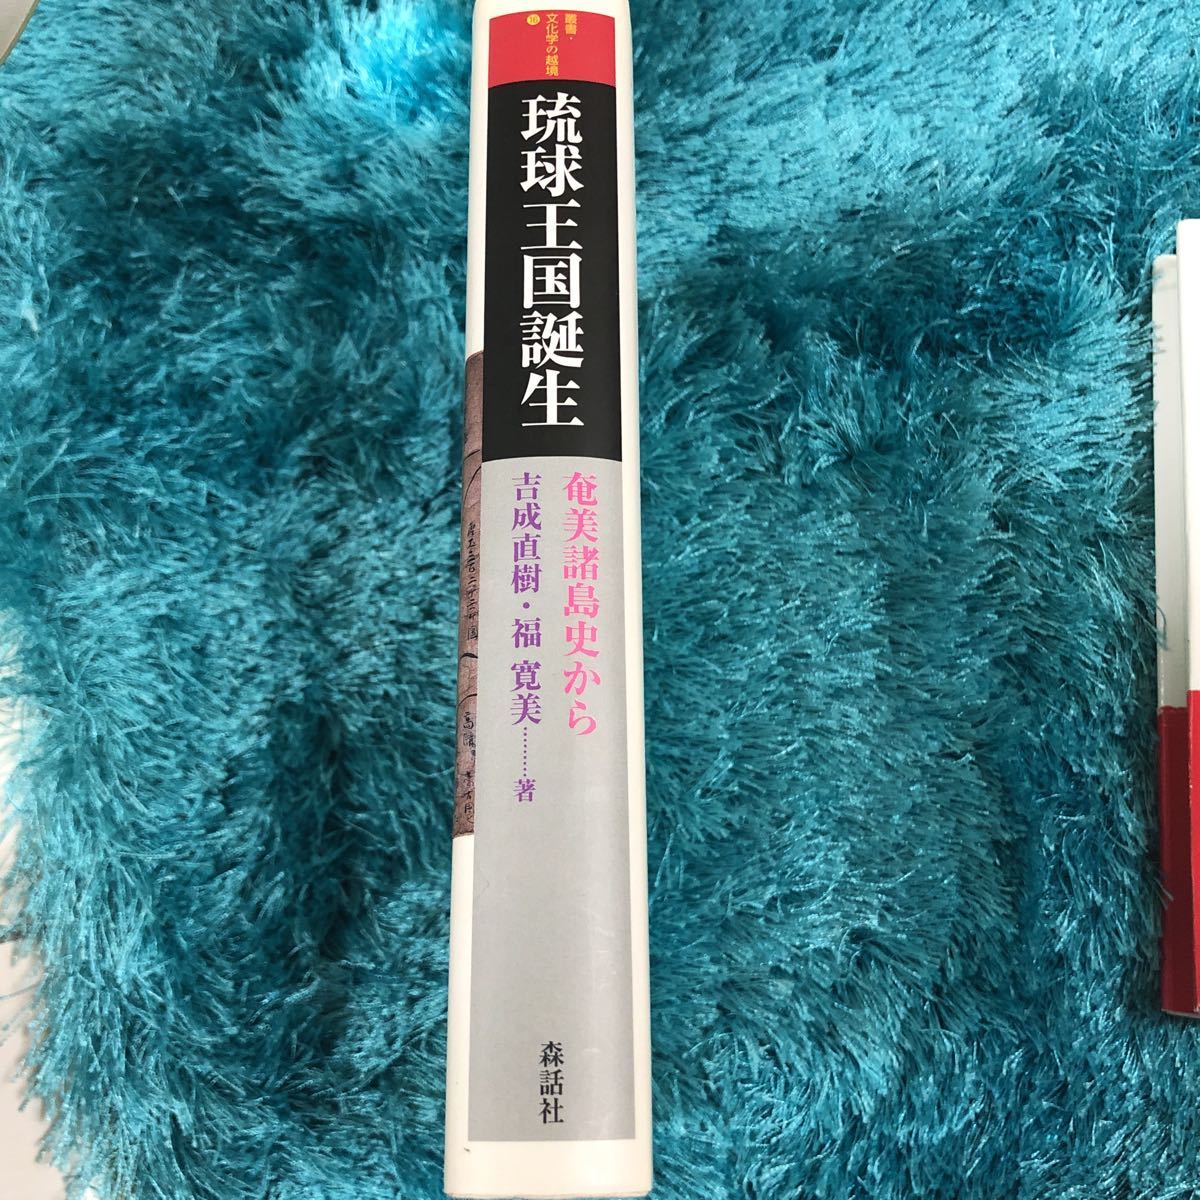 叢書・
文化学の越境
⑯
琉球王国誕生
奄美諸島史から
吉成直樹・福 寛美………著
森話社